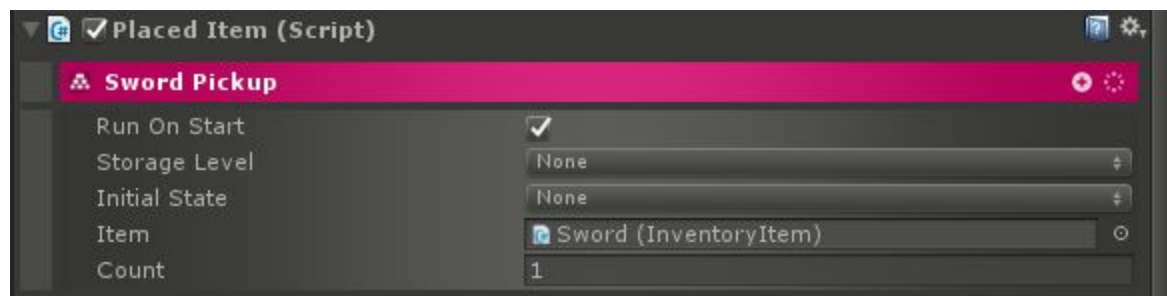 Placed Item (Script)
Sword Pickup
Run On Start
Storage Level None
Initial State None
Item Sword (InventoryItem)
Count 1